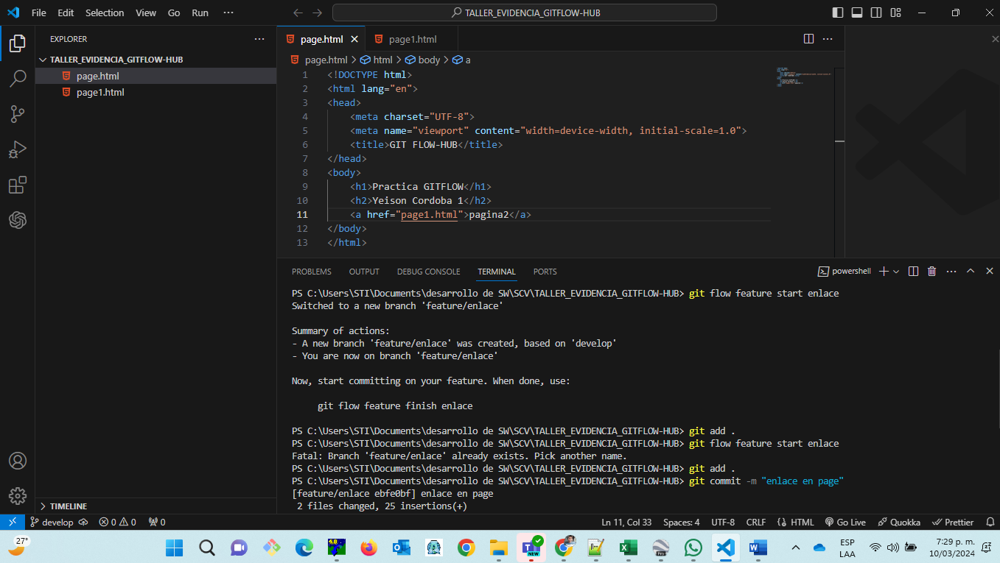 File Edit Selection View Go Run ··· TALLER_EVIDENCIA_GITFLOW-HUB
EXPLORER ···
TALLER_EVIDENCIA_GITFLOW-HUB
page.html
page1.html
TIMELINE
page.html page1.html ···
page.html > html > body > a
1 <!DOCTYPE html>
2 <html lang="en">
3 <head>
4 <meta charset="UTF-8">
5 <meta name="viewport" content="width=device-width, initial-scale=1.0">
6 <title>GIT FLOW-HUB</title>
7 </head>
8 <body>
9 <h1>Practica GITFLOW</h1>
10 <h2>Yeison Cordoba 1</h2>
11 <a href="page1.html">pagina2</a>
12 </body>
13 </html>
PROBLEMS OUTPUT DEBUG CONSOLE TERMINAL PORTS powershell ···
PS C:\Users\STI\Documents\desarrollo de SW\SCV\TALLER_EVIDENCIA_GITFLOW-HUB> git flow feature start enlace
Switched to a new branch 'feature/enlace'
Summary of actions:
- A new branch 'feature/enlace' was created, based on 'develop'
- You are now on branch 'feature/enlace'
Now, start committing on your feature. When done, use:
git flow feature finish enlace
PS C:\Users\STI\Documents\desarrollo de SW\SCV\TALLER_EVIDENCIA_GITFLOW-HUB> git add .
PS C:\Users\STI\Documents\desarrollo de SW\SCV\TALLER_EVIDENCIA_GITFLOW-HUB> git flow feature start enlace
Fatal: Branch 'feature/enlace' already exists. Pick another name.
PS C:\Users\STI\Documents\desarrollo de SW\SCV\TALLER_EVIDENCIA_GITFLOW-HUB> git add .
PS C:\Users\STI\Documents\desarrollo de SW\SCV\TALLER_EVIDENCIA_GITFLOW-HUB> git commit -m "enlace en page"
[feature/enlace ebfe0bf] enlace en page
2 files changed, 25 insertions(+)
develop 0 0 0 Ln 11, Col 33 Spaces: 4 UTF-8 CRLF {} HTML Go Live Quokka Prettier
27° 4.0 NEW Pro ESP 7:29 p. m.
LAA 10/03/2024